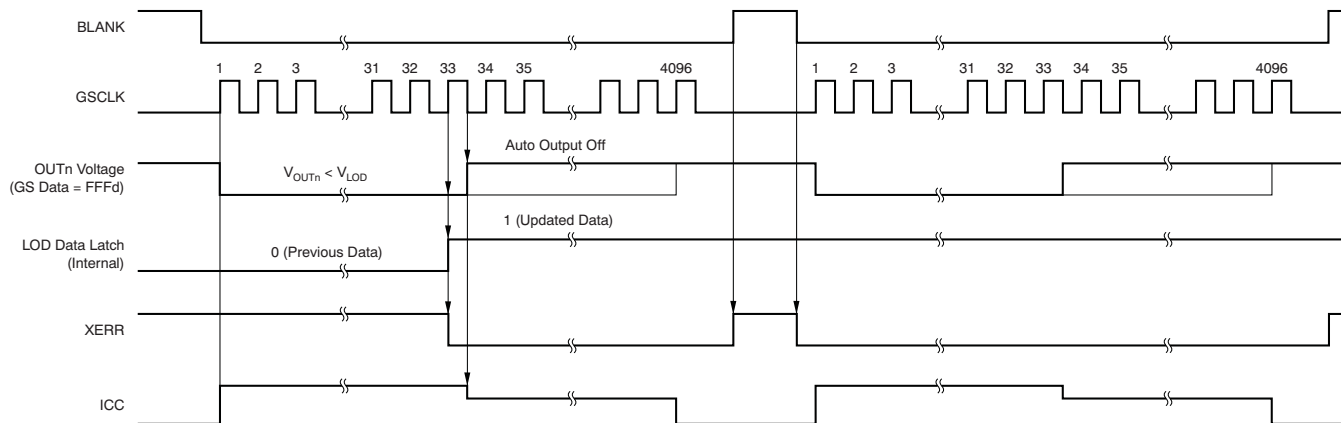 BLANK
1 2 3 31 32 33 34 35 4096 1 2 3 31 32 33 34 35 4096
GSCLK
Auto Output Off
OUTn Voltage
(GS Data = FFFd)
VOUTn < VLOD
1 (Updated Data)
LOD Data Latch
(Internal)
0 (Previous Data)
XERR
ICC